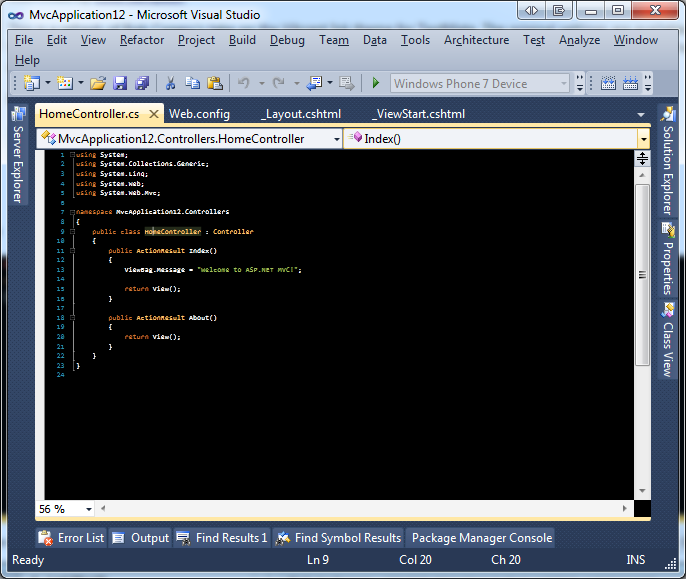 MvcApplication12 - Microsoft Visual Studio
File Edit View Refactor Project Build Debug Team Data Tools Architecture Test Analyze Window
Help
Windows Phone 7 Device
HomeController.cs Web.config _Layout.cshtml _ViewStart.cshtml
MvcApplication12.Controllers.HomeController Index()
1 using System;
2 using System.Collections.Generic;
3 using System.Linq;
4 using System.Web;
5 using System.Web.Mvc;
6
7 namespace MvcApplication12.Controllers
8 {
9 public class HomeController : Controller
10 {
11 public ActionResult Index()
12 {
13 ViewBag.Message = "Welcome to ASP.NET MVC!";
14
15 return View();
16 }
17
18 public ActionResult About()
19 {
20 return View();
21 }
22 }
23 }
24
Server Explorer
Solution Explorer
Properties
Class View
56 %
Error List Output Find Results 1 Find Symbol Results Package Manager Console
Ready Ln 9 Col 20 Ch 20 INS